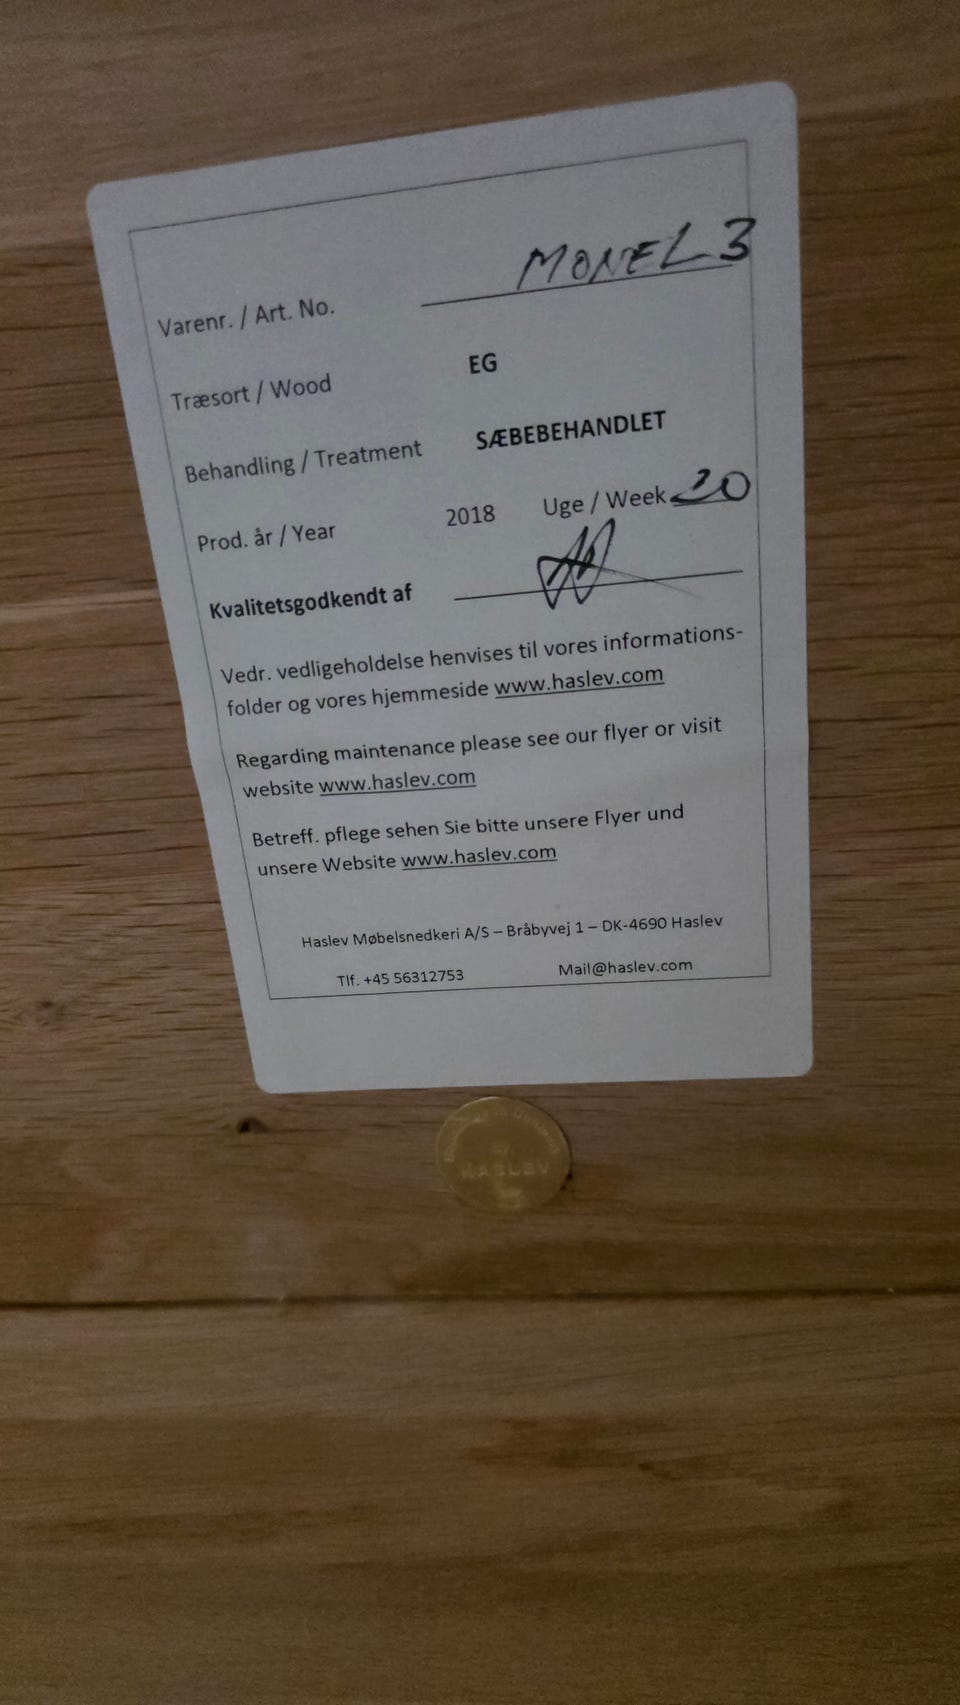 Varenr. / Art. No. MONEL 3
Træsort / Wood EG
Behandling / Treatment SÆBEBEHANDLET
Prod. år / Year 2018 Uge / Week 20
Kvalitetsgodkendt af
Vedr. vedligeholdelse henvises til vores informations-
folder og vores hjemmeside www.haslev.com
Regarding maintenance please see our flyer or visit
website www.haslev.com
Betreff. pflege sehen Sie bitte unsere Flyer und
unsere Website www.haslev.com
Haslev Møbelsnedkeri A/S – Bråbyvej 1 – DK-4690 Haslev
Tlf. +45 56312753 Mail@haslev.com
HASLEV